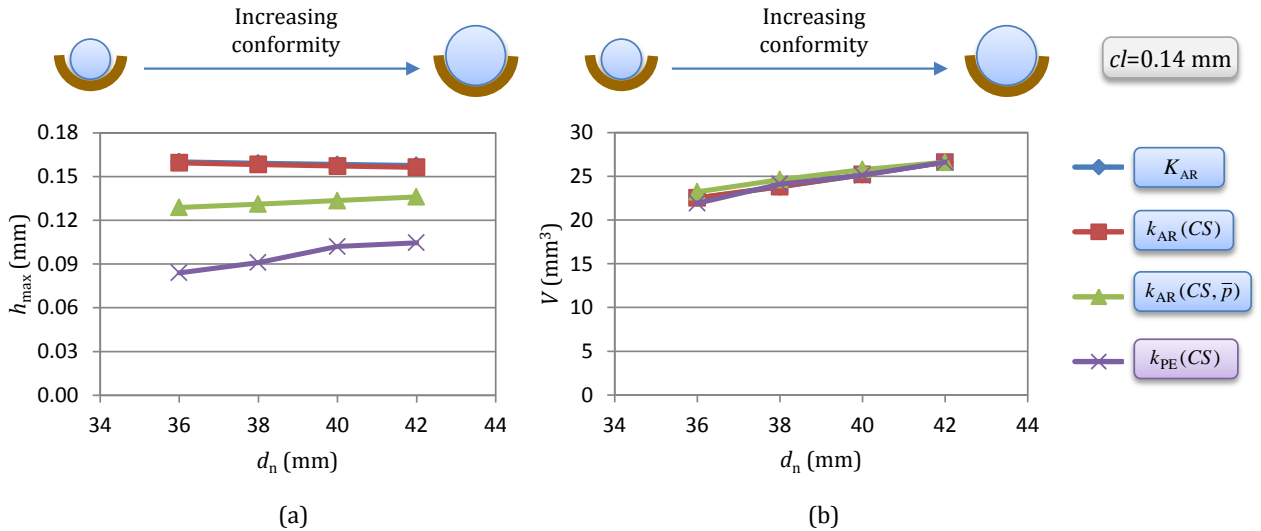 Increasing
conformity
Increasing
conformity
cl=0.14 mm
0.18
0.15
0.12
0.09
0.06
0.03
0.00
h_max (mm)
34 36 38 40 42 44
d_n (mm)
(a)
30
25
20
15
10
5
0
V (mm³)
34 36 38 40 42 44
d_n (mm)
(b)
K_AR
k_AR(CS)
k_AR(CS, p̅)
k_PE(CS)